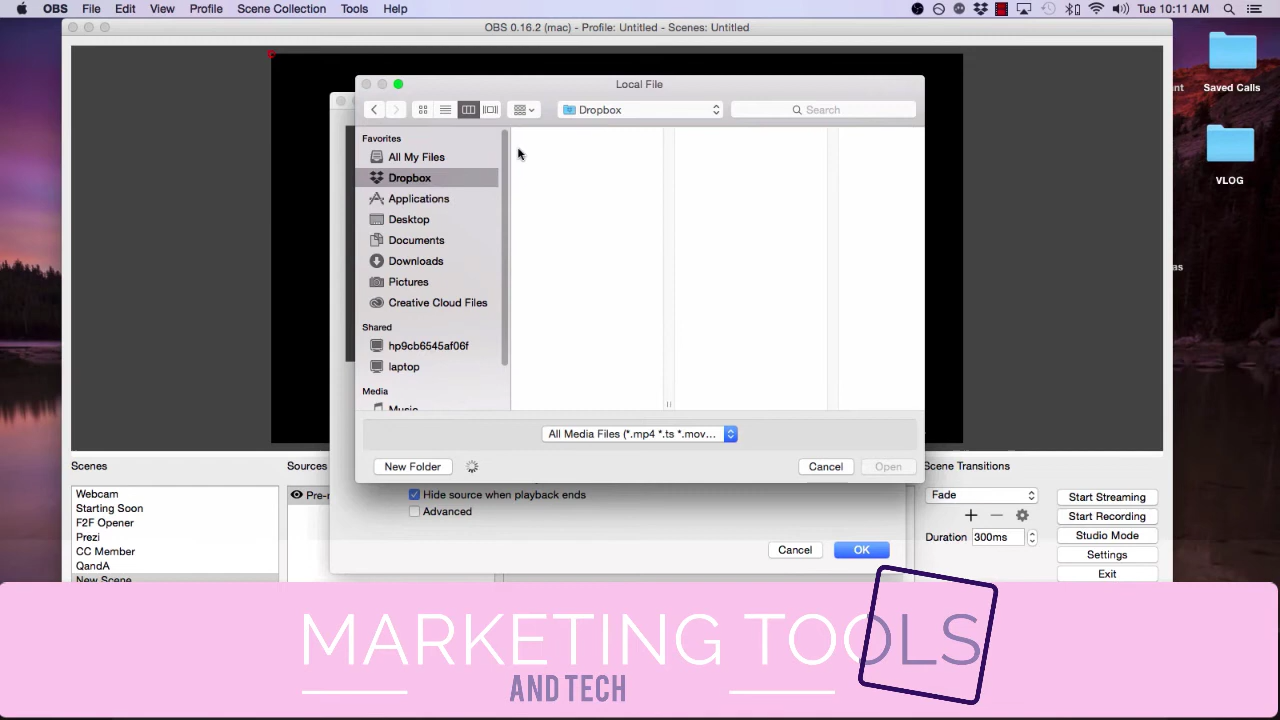 OBS File Edit View Profile Scene Collection Tools Help Tue 10:11 AM
OBS 0.16.2 (mac) - Profile: Untitled - Scenes: Untitled
Local File
Dropbox
Search
Favorites
All My Files
Dropbox
Applications
Desktop
Documents
Downloads
Pictures
Creative Cloud Files
Shared
hp9cb6545af06f
laptop
Media
Music
All Media Files (*.mp4 *.ts *.mov...
New Folder
Cancel
Open
Hide source when playback ends
Advanced
Cancel
OK
Saved Calls
VLOG
Scenes
Webcam
Starting Soon
F2F Opener
Prezi
CC Member
QandA
New Scene
Sources
Scene Transitions
Fade
Duration 300ms
Start Streaming
Start Recording
Studio Mode
Settings
Exit
MARKETING TOOLS
AND TECH